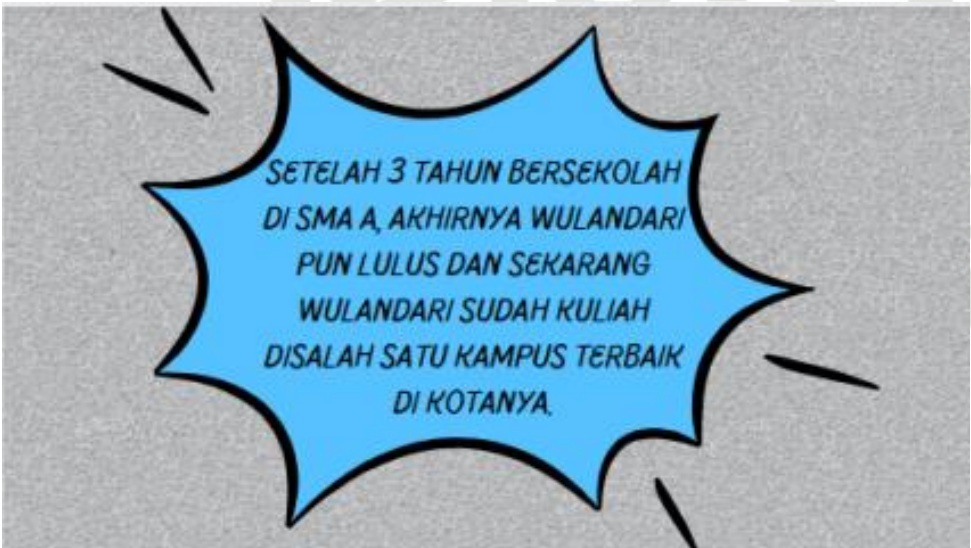 SETELAH 3 TAHUN BERSEKOLAH
DI SMA A, AKHIRNYA WULANDARI
PUN LULUS DAN SEKARANG
WULANDARI SUDAH KULIAH
DISALAH SATU KAMPUS TERBAIK
DI KOTANYA.